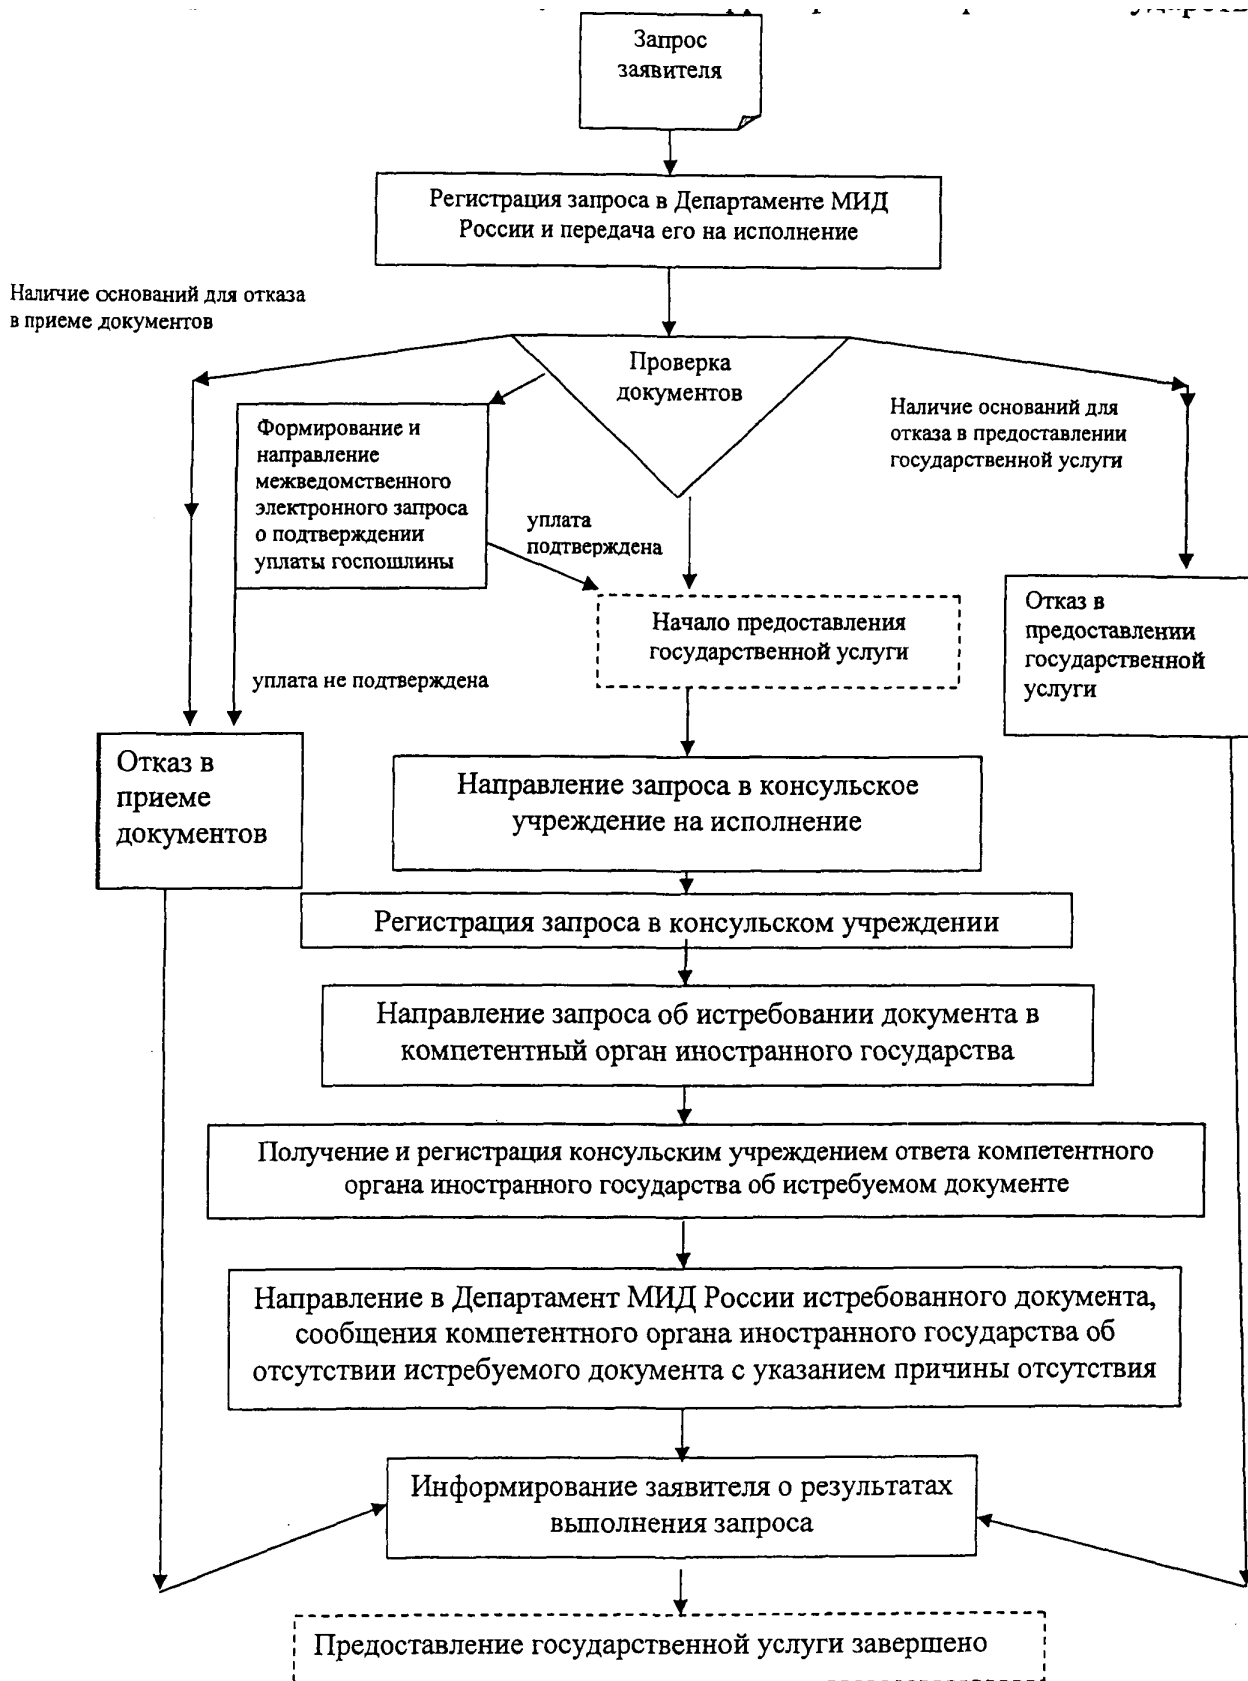 Запрос
заявителя
Регистрация запроса в Департаменте МИД
России и передача его на исполнение
Наличие оснований для отказа
в приеме документов
Проверка
документов
Наличие оснований для
отказа в предоставлении
государственной услуги
Формирование и
направление
межведомственного
электронного запроса
о подтверждении
уплаты госпошлины
уплата
подтверждена
Начало предоставления
государственной услуги
Отказ в
предоставлении
государственной
услуги
уплата не подтверждена
Отказ в
приеме
документов
Направление запроса в консульское
учреждение на исполнение
Регистрация запроса в консульском учреждении
Направление запроса об истребовании документа в
компетентный орган иностранного государства
Получение и регистрация консульским учреждением ответа компетентного
органа иностранного государства об истребуемом документе
Направление в Департамент МИД России истребованного документа,
сообщения компетентного органа иностранного государства об
отсутствии истребуемого документа с указанием причины отсутствия
Информирование заявителя о результатах
выполнения запроса
Предоставление государственной услуги завершено